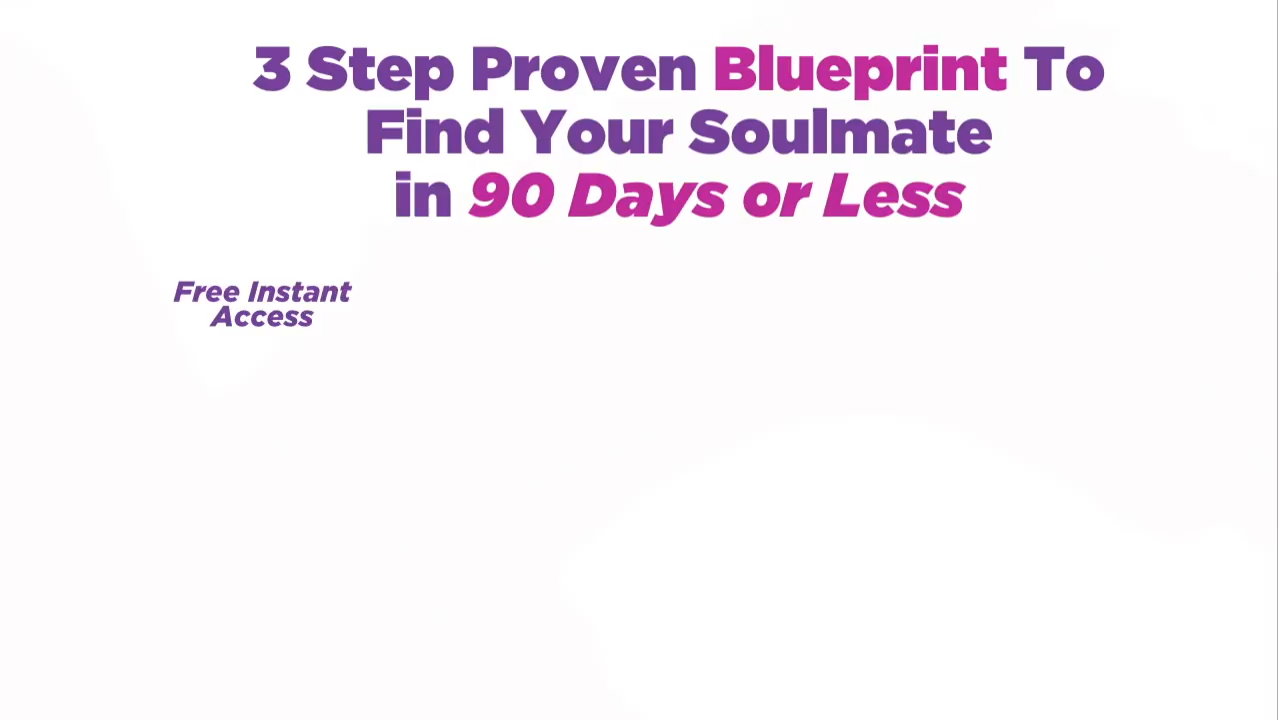 3 Step Proven Blueprint To
Find Your Soulmate
in 90 Days or Less
Free Instant
Access